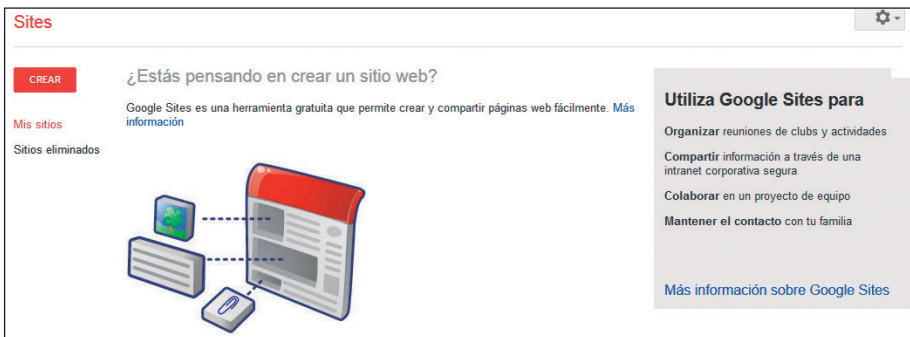 Sites
CREAR
Mis sitios
Sitios eliminados
¿Estás pensando en crear un sitio web?
Google Sites es una herramienta gratuita que permite crear y compartir páginas web fácilmente. Más
información
Utiliza Google Sites para
Organizar reuniones de clubs y actividades
Compartir información a través de una
intranet corporativa segura
Colaborar en un proyecto de equipo
Mantener el contacto con tu familia
Más información sobre Google Sites